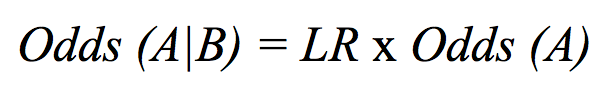 Odds (A|B) = LR x Odds (A)